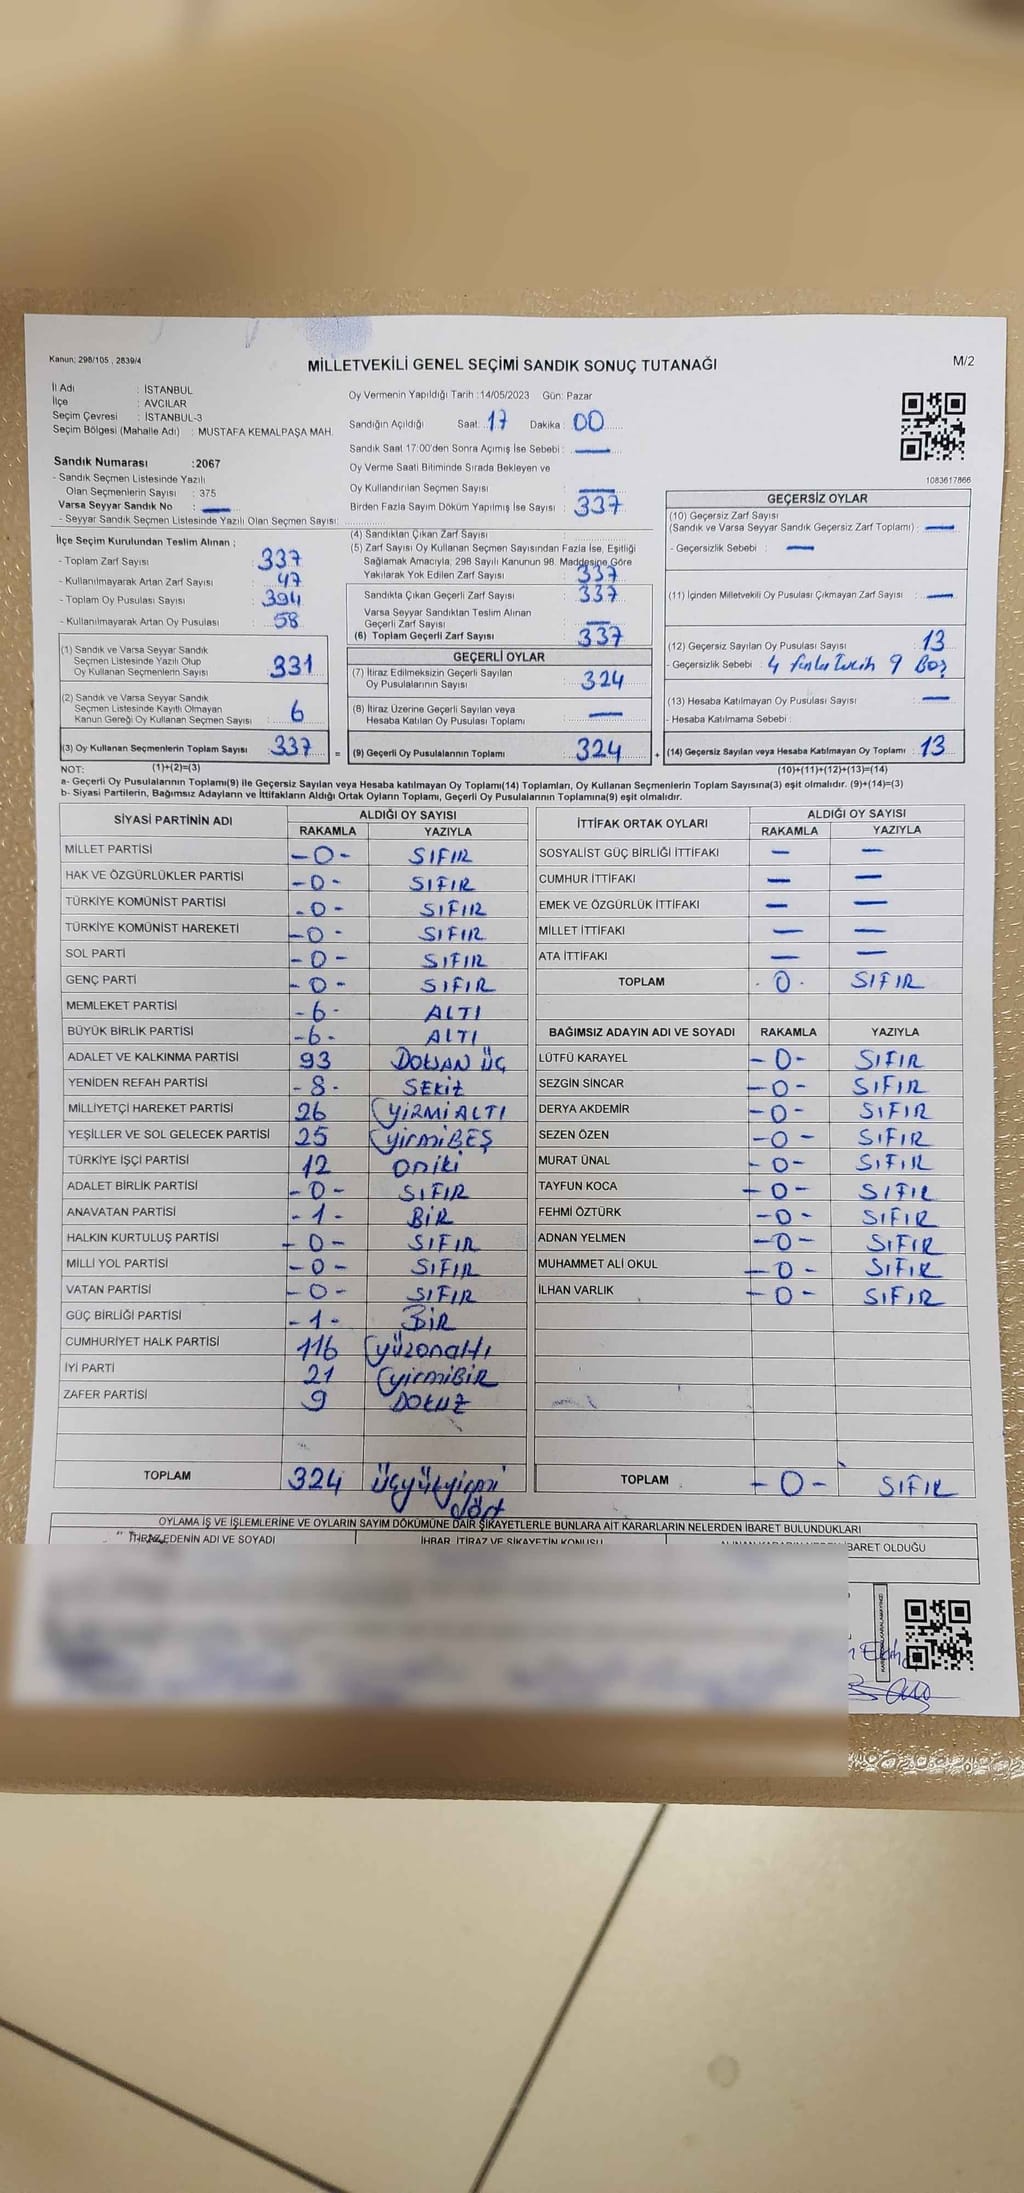 Kanun: 298/105 , 2839/4
MİLLETVEKİLİ GENEL SEÇİMİ SANDIK SONUÇ TUTANAĞI
M/2
İl Adı : İSTANBUL
İlçe : AVCILAR
Seçim Çevresi : İSTANBUL-3
Seçim Bölgesi (Mahalle Adı) : MUSTAFA KEMALPAŞA MAH.
Sandık Numarası :2067
- Sandık Seçmen Listesinde Yazılı
Olan Seçmenlerin Sayısı : 375
Varsa Seyyar Sandık No : —
- Seyyar Sandık Seçmen Listesinde Yazılı Olan Seçmen Sayısı:
Oy Vermenin Yapıldığı Tarih :14/05/2023 Gün: Pazar
Sandığın Açıldığı Saat: 17 Dakika : 00
Sandık Saat 17:00'den Sonra Açımış İse Sebebi : —
Oy Verme Saati Bitiminde Sırada Bekleyen ve
Oy Kullandırılan Seçmen Sayısı —
Birden Fazla Sayım Döküm Yapılmış İse Sayısı : 337
1083617866
İlçe Seçim Kurulundan Teslim Alınan ;
- Toplam Zarf Sayısı : 337
- Kullanılmayarak Artan Zarf Sayısı : 47
- Toplam Oy Pusulası Sayısı : 394
- Kullanılmayarak Artan Oy Pusulası : 58
(1) Sandık ve Varsa Seyyar Sandık
Seçmen Listesinde Yazılı Olup
Oy Kullanan Seçmenlerin Sayısı : 331
(2) Sandık ve Varsa Seyyar Sandık
Seçmen Listesinde Kayıtlı Olmayan
Kanun Gereği Oy Kullanan Seçmen Sayısı : 6
(3) Oy Kullanan Seçmenlerin Toplam Sayısı : 337 =
(4) Sandıktan Çıkan Zarf Sayısı :
(5) Zarf Sayısı Oy Kullanan Seçmen Sayısından Fazla İse, Eşitliği
Sağlamak Amacıyla; 298 Sayılı Kanunun 98. Maddesine Göre
Yakılarak Yok Edilen Zarf Sayısı : 337
Sandıkta Çıkan Geçerli Zarf Sayısı : 337
Varsa Seyyar Sandıktan Teslim Alınan
Geçerli Zarf Sayısı : —
(6) Toplam Geçerli Zarf Sayısı : 337
GEÇERLİ OYLAR
(7) İtiraz Edilmeksizin Geçerli Sayılan
Oy Pusulalarının Sayısı : 324
(8) İtiraz Üzerine Geçerli Sayılan veya
Hesaba Katılan Oy Pusulası Toplamı : —
(9) Geçerli Oy Pusulalarının Toplamı : 324 +
GEÇERSİZ OYLAR
(10) Geçersiz Zarf Sayısı
(Sandık ve Varsa Seyyar Sandık Geçersiz Zarf Toplamı) : —
- Geçersizlik Sebebi : —
(11) İçinden Milletvekili Oy Pusulası Çıkmayan Zarf Sayısı : —
(12) Geçersiz Sayılan Oy Pusulası Sayısı : 13
- Geçersizlik Sebebi : 4 fazla Tercih 9 Boş
(13) Hesaba Katılmayan Oy Pusulası Sayısı : —
- Hesaba Katılmama Sebebi :
(14) Geçersiz Sayılan veya Hesaba Katılmayan Oy Toplamı : 13
NOT: (1)+(2)=(3) (10)+(11)+(12)+(13)=(14)
a- Geçerli Oy Pusulalarının Toplamı(9) ile Geçersiz Sayılan veya Hesaba katılmayan Oy Toplamı(14) Toplamları, Oy Kullanan Seçmenlerin Toplam Sayısına(3) eşit olmalıdır. (9)+(14)=(3)
b- Siyasi Partilerin, Bağımsız Adayların ve İttifakların Aldığı Ortak Oyların Toplamı, Geçerli Oy Pusulalarının Toplamına(9) eşit olmalıdır.
SİYASİ PARTİNİN ADI ALDIĞI OY SAYISI
RAKAMLA YAZIYLA
MİLLET PARTİSİ -0- SIFIR
HAK VE ÖZGÜRLÜKLER PARTİSİ -0- SIFIR
TÜRKİYE KOMÜNİST PARTİSİ -0- SIFIR
TÜRKİYE KOMÜNİST HAREKETİ -0- SIFIR
SOL PARTİ -0- SIFIR
GENÇ PARTİ -0- SIFIR
MEMLEKET PARTİSİ -6- ALTI
BÜYÜK BİRLİK PARTİSİ -6- ALTI
ADALET VE KALKINMA PARTİSİ 93 DOKSAN ÜÇ
YENİDEN REFAH PARTİSİ -8- SEKİZ
MİLLİYETÇİ HAREKET PARTİSİ 26 YİRMİALTI
YEŞİLLER VE SOL GELECEK PARTİSİ 25 YirmiBEŞ
TÜRKİYE İŞÇİ PARTİSİ 12 oniki
ADALET BİRLİK PARTİSİ -0- SIFIR
ANAVATAN PARTİSİ -1- BİR
HALKIN KURTULUŞ PARTİSİ -0- SIFIR
MİLLİ YOL PARTİSİ -0- SIFIR
VATAN PARTİSİ -0- SIFIR
GÜÇ BİRLİĞİ PARTİSİ -1- BİR
CUMHURİYET HALK PARTİSİ 116 yüzonaltı
İYİ PARTİ 21 YirmiBİR
ZAFER PARTİSİ 9 DOKUZ
TOPLAM 324 üçyüzyirmi
dört
İTTİFAK ORTAK OYLARI ALDIĞI OY SAYISI
RAKAMLA YAZIYLA
SOSYALİST GÜÇ BİRLİĞİ İTTİFAKI — —
CUMHUR İTTİFAKI — —
EMEK VE ÖZGÜRLÜK İTTİFAKI — —
MİLLET İTTİFAKI — —
ATA İTTİFAKI — —
TOPLAM -0- SIFIR
BAĞIMSIZ ADAYIN ADI VE SOYADI RAKAMLA YAZIYLA
LÜTFÜ KARAYEL -0- SIFIR
SEZGİN SİNCAR -0- SIFIR
DERYA AKDEMİR -0- SIFIR
SEZEN ÖZEN -0- SIFIR
MURAT ÜNAL -0- SIFIR
TAYFUN KOCA -0- SIFIR
FEHMİ ÖZTÜRK -0- SIFIR
ADNAN YELMEN -0- SIFIR
MUHAMMET ALİ OKUL -0- SIFIR
İLHAN VARLIK -0- SIFIR
TOPLAM -0- SIFIR
OYLAMA İŞ VE İŞLEMLERİNE VE OYLARIN SAYIM DÖKÜMÜNE DAİR ŞİKAYETLERLE BUNLARA AİT KARARLARIN NELERDEN İBARET BULUNDUKLARI
İTİRAZ EDENİN ADI VE SOYADI İHBAR, İTİRAZ VE ŞİKAYETİN KONUSU İBARET OLDUĞU